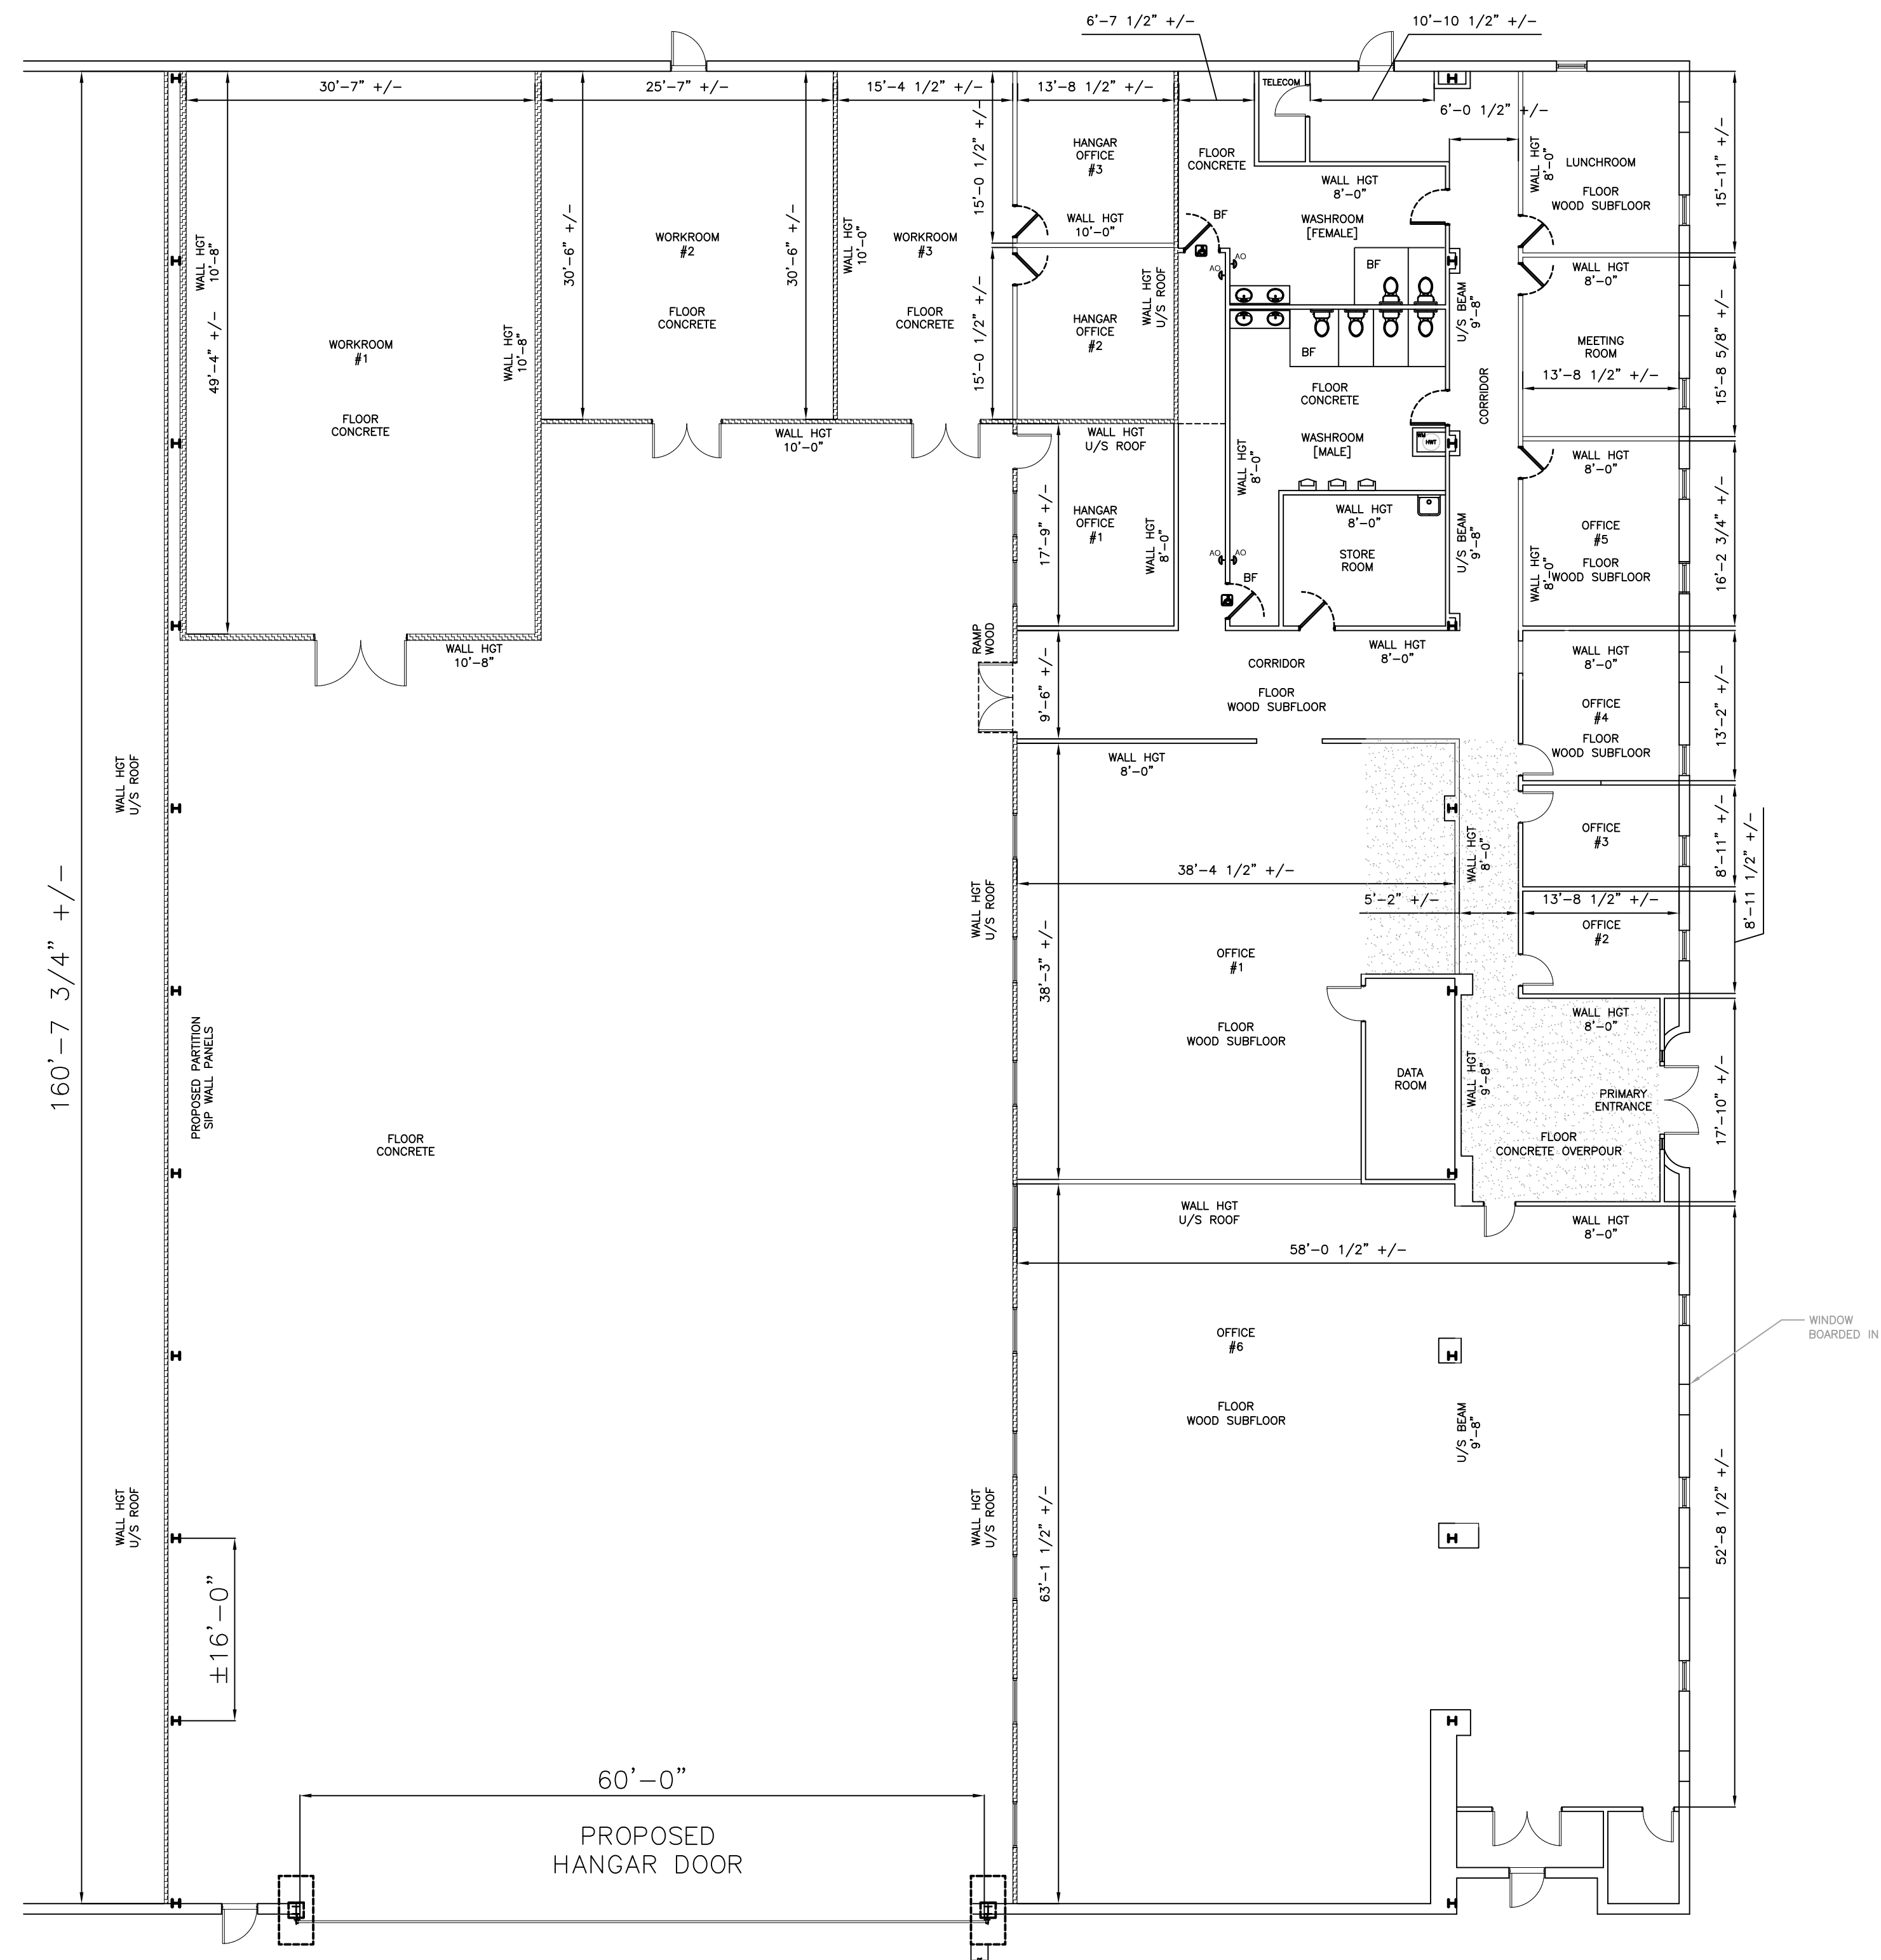 6'-7 1/2" +/-
10'-10 1/2" +/-
30'-7" +/-
25'-7" +/-
15'-4 1/2" +/-
13'-8 1/2" +/-
TELECOM
6'-0 1/2" +/-
15'-0 1/2" +/-
HANGAR
OFFICE
#3
FLOOR
CONCRETE
WALL HGT
8'-0"
WALL HGT
8'-0"
LUNCHROOM
FLOOR
WOOD SUBFLOOR
15'-11" +/-
WALL HGT
10'-8"
49'-4" +/-
30'-6" +/-
WORKROOM
#2
30'-6" +/-
WALL HGT
10'-0"
WORKROOM
#3
WALL HGT
10'-0"
BF
WASHROOM
[FEMALE]
AO
AO
BF
WALL HGT
8'-0"
WALL HGT
10'-8"
WORKROOM
#1
FLOOR
CONCRETE
FLOOR
CONCRETE
FLOOR
CONCRETE
15'-0 1/2" +/-
HANGAR
OFFICE
#2
WALL HGT
U/S ROOF
BF
U/S BEAM
9'-8"
MEETING
ROOM
13'-8 1/2" +/-
15'-8 5/8" +/-
FLOOR
CONCRETE
CORRIDOR
WALL HGT
10'-0"
WALL HGT
U/S ROOF
WASHROOM
[MALE]
WM
HWT
WALL HGT
8'-0"
WALL HGT
8'-0"
17'-9" +/-
HANGAR
OFFICE
#1
WALL HGT
8'-0"
WALL HGT
8'-0"
STORE
ROOM
U/S BEAM
9'-8"
OFFICE
#5
FLOOR
WOOD SUBFLOOR
WALL HGT
8'-0"
16'-2 3/4" +/-
AO
AO
BF
WALL HGT
10'-8"
RAMP
WOOD
9'-6" +/-
CORRIDOR
FLOOR
WOOD SUBFLOOR
WALL HGT
8'-0"
WALL HGT
8'-0"
OFFICE
#4
FLOOR
WOOD SUBFLOOR
13'-2" +/-
WALL HGT
U/S ROOF
WALL HGT
8'-0"
WALL HGT
8'-0"
OFFICE
#3
8'-11" +/-
8'-11 1/2" +/-
160'-7 3/4" +/-
WALL HGT
U/S ROOF
38'-4 1/2" +/-
5'-2" +/-
13'-8 1/2" +/-
OFFICE
#2
38'-3" +/-
OFFICE
#1
FLOOR
WOOD SUBFLOOR
PROPOSED PARTITION
SIP WALL PANELS
DATA
ROOM
WALL HGT
9'-8"
WALL HGT
8'-0"
PRIMARY
ENTRANCE
FLOOR
CONCRETE OVERPOUR
17'-10" +/-
FLOOR
CONCRETE
WALL HGT
U/S ROOF
WALL HGT
8'-0"
58'-0 1/2" +/-
OFFICE
#6
WINDOW
BOARDED IN
FLOOR
WOOD SUBFLOOR
U/S BEAM
9'-8"
WALL HGT
U/S ROOF
WALL HGT
U/S ROOF
63'-1 1/2" +/-
52'-8 1/2" +/-
±16'-0"
60'-0"
PROPOSED
HANGAR DOOR